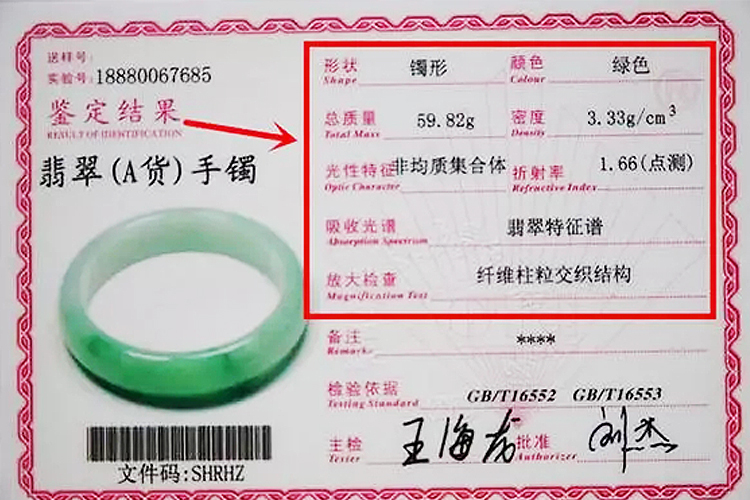 送样号:
实验号:18880067685
鉴定结果
RESULT OF IDENTIFICATION
翡翠(A货)手镯
文件码:SHRHZ
形状 镯形 颜色 绿色
Shape Colour
总质量 59.82g 密度 3.33g/cm³
Total Mass Density
光性特征 非均质集合体 折射率 1.66(点测)
Optic Character Refractive Index
吸收光谱 翡翠特征谱
Absorption Spectrum
放大检查 纤维柱粒交织结构
Magnification Test
备注 ****
Remarks
检验依据 GB/T16552 GB/T16553
Testing Standard
主检 王海 批准 刘杰
Tester Authorizer